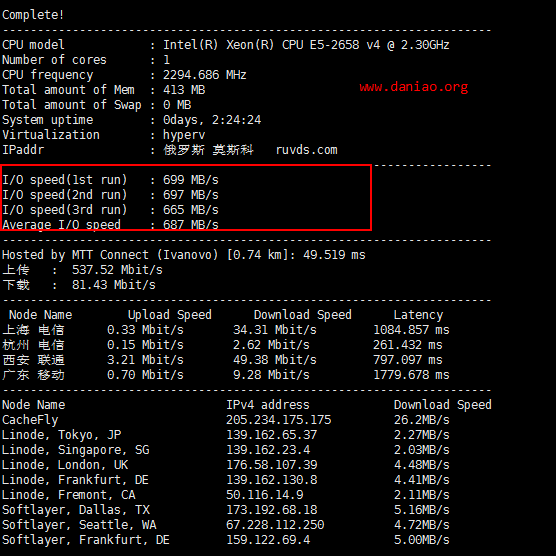 Complete!
----------------------------------------------------------------------
CPU model            : Intel(R) Xeon(R) CPU E5-2658 v4 @ 2.30GHz
Number of cores      : 1
CPU frequency        : 2294.686 MHz
Total amount of Mem  : 413 MB www.daniao.org
Total amount of Swap : 0 MB
System uptime        : 0days, 2:24:24
Virtualization       : hyperv
IPaddr               : 俄罗斯 莫斯科   ruvds.com
----------------------------------------------------------------------
I/O speed(1st run)   : 699 MB/s
I/O speed(2nd run)   : 697 MB/s
I/O speed(3rd run)   : 665 MB/s
Average I/O speed    : 687 MB/s
----------------------------------------------------------------------
Hosted by MTT Connect (Ivanovo) [0.74 km]: 49.519 ms
上传   :  537.52 Mbit/s
下载   :  81.43 Mbit/s
----------------------------------------------------------------------
Node Name        Upload Speed      Download Speed      Latency
上海 电信      0.33 Mbit/s       34.31 Mbit/s        1084.857 ms
杭州 电信      0.15 Mbit/s       2.62 Mbit/s         261.432 ms
西安 联通      3.21 Mbit/s       49.38 Mbit/s        797.097 ms
广东 移动      0.70 Mbit/s       9.28 Mbit/s         1779.678 ms
----------------------------------------------------------------------
Node Name                       IPv4 address            Download Speed
CacheFly                        205.234.175.175         26.2MB/s
Linode, Tokyo, JP               139.162.65.37           2.27MB/s
Linode, Singapore, SG           139.162.23.4            2.03MB/s
Linode, London, UK              176.58.107.39           4.48MB/s
Linode, Frankfurt, DE           139.162.130.8           4.41MB/s
Linode, Fremont, CA             50.116.14.9             2.11MB/s
Softlayer, Dallas, TX           173.192.68.18           5.16MB/s
Softlayer, Seattle, WA          67.228.112.250          4.72MB/s
Softlayer, Frankfurt, DE        159.122.69.4            5.00MB/s